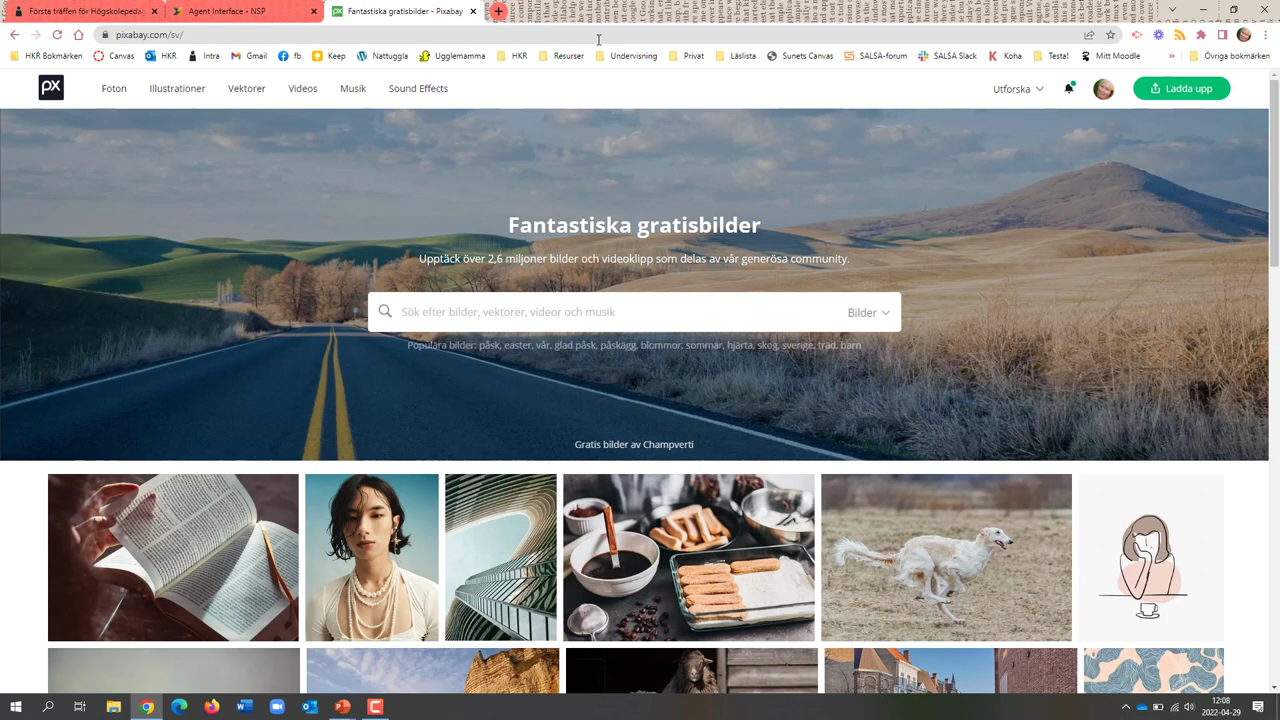 Första träffen för Högskolepedag
Agent Interface - NSP
Fantastiska gratisbilder - Pixabay
pixabay.com/sv/
HKR Bokmärken
Canvas
HKR
Intra
Gmail
fb
Keep
Nattuggla
Ugglemamma
HKR
Resurser
Undervisning
Privat
Läslista
Sunets Canvas
SALSA-forum
SALSA Slack
Koha
Testa!
Mitt Moodle
»
Övriga bokmärken
px
Foton
Illustrationer
Vektorer
Videos
Musik
Sound Effects
Utforska
Ladda upp
Fantastiska gratisbilder
Upptäck över 2,6 miljoner bilder och videoklipp som delas av vår generösa community.
Sök efter bilder, vektorer, videor och musik
Bilder
Populära bilder: påsk, easter, vår, glad påsk, påskägg, blommor, sommar, hjärta, skog, sverige, träd, barn
Gratis bilder av Champverti
12:08
2022-04-29